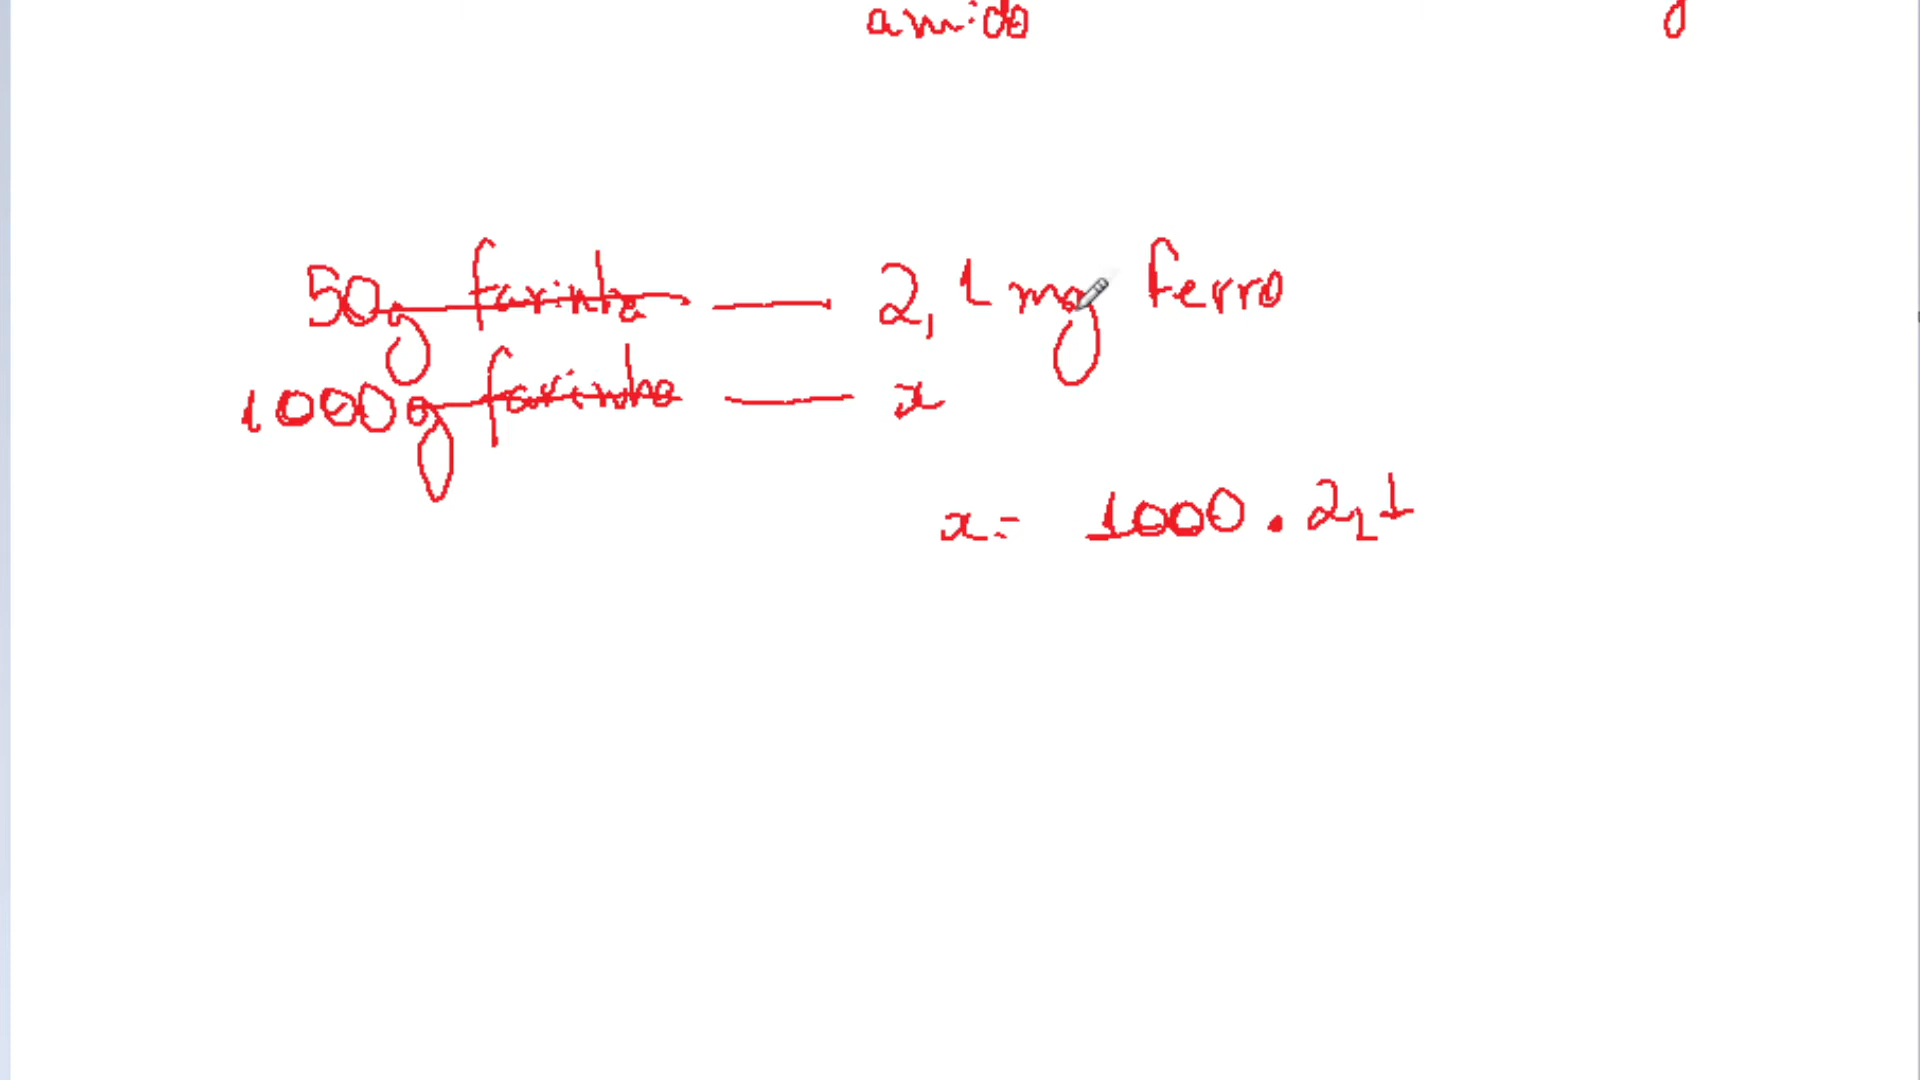 amido g
50g farinha — 2,1 mg ferro
1000g farinha — x
x = 1000 . 2,1